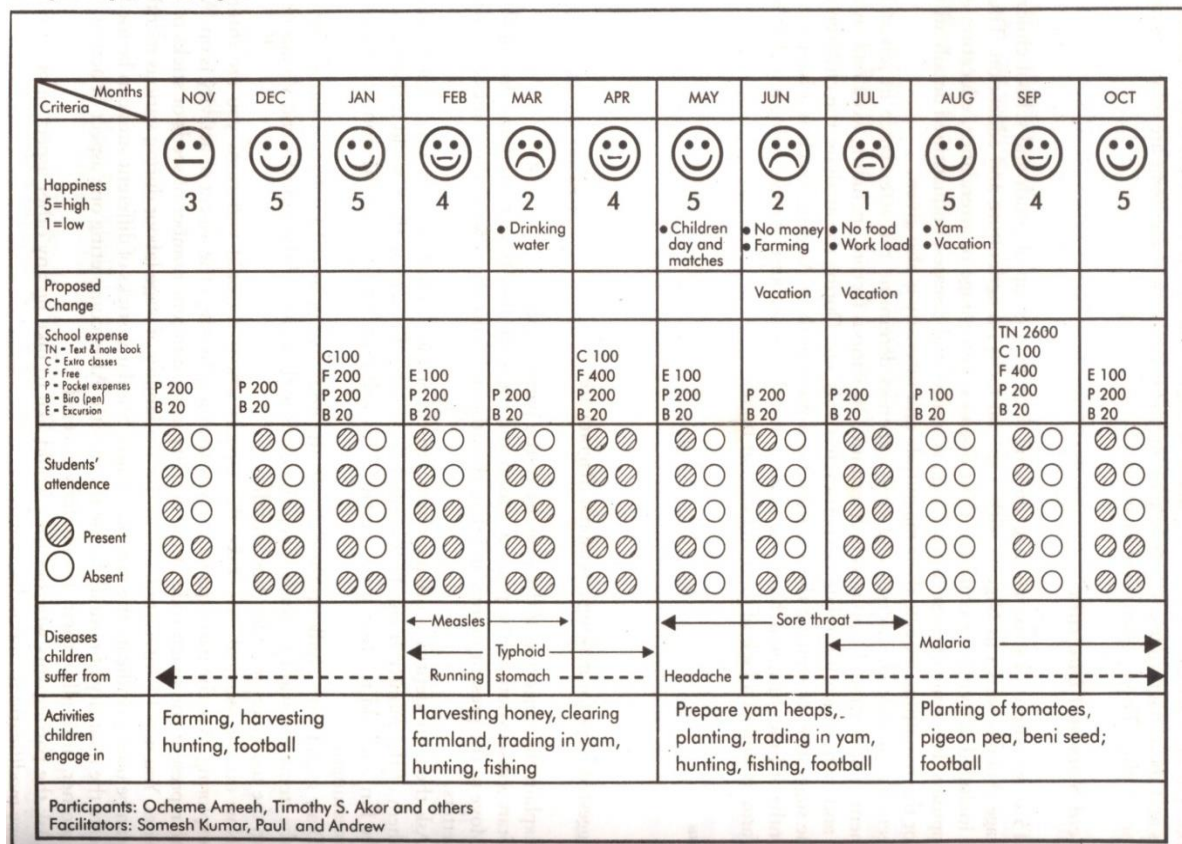 Months
Criteria
NOV DEC JAN FEB MAR APR MAY JUN JUL AUG SEP OCT
Happiness
5=high
1=low
3 5 5 4 2 4 5 2 1 5 4 5
• Drinking
water
• Children
day and
matches
• No money
• Farming
• No food
• Work load
• Yam
• Vacation
Proposed
Change
Vacation Vacation
School expense
TN = Text & note book
C = Extra classes
F = Free
P = Pocket expenses
B = Biro (pen)
E = Excursion
P 200
B 20
P 200
B 20
C100
F 200
P 200
B 20
E 100
P 200
B 20
P 200
B 20
C 100
F 400
P 200
B 20
E 100
P 200
B 20
P 200
B 20
P 200
B 20
P 100
B 20
TN 2600
C 100
F 400
P 200
B 20
E 100
P 200
B 20
Students'
attendence
Present
Absent
Diseases
children
suffer from
Measles
Typhoid
Running stomach
Sore throat
Malaria
Headache
Activities
children
engage in
Farming, harvesting
hunting, football
Harvesting honey, clearing
farmland, trading in yam,
hunting, fishing
Prepare yam heaps,
planting, trading in yam,
hunting, fishing, football
Planting of tomatoes,
pigeon pea, beni seed;
football
Participants: Ocheme Ameeh, Timothy S. Akor and others
Facilitators: Somesh Kumar, Paul and Andrew